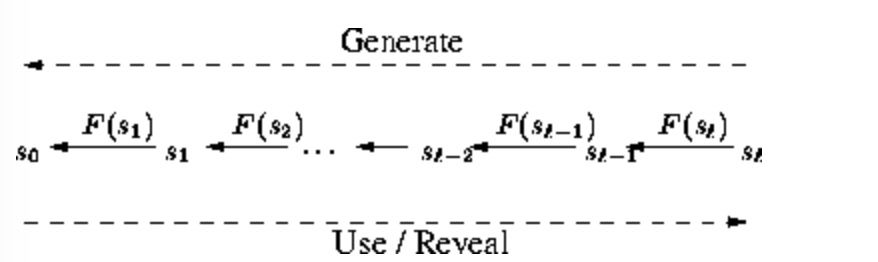 Generate
F(s₁) F(s₂) F(sℓ₋₁) F(sℓ)
s₀ s₁ ... sℓ₋₂ sℓ₋₁ sℓ
Use / Reveal